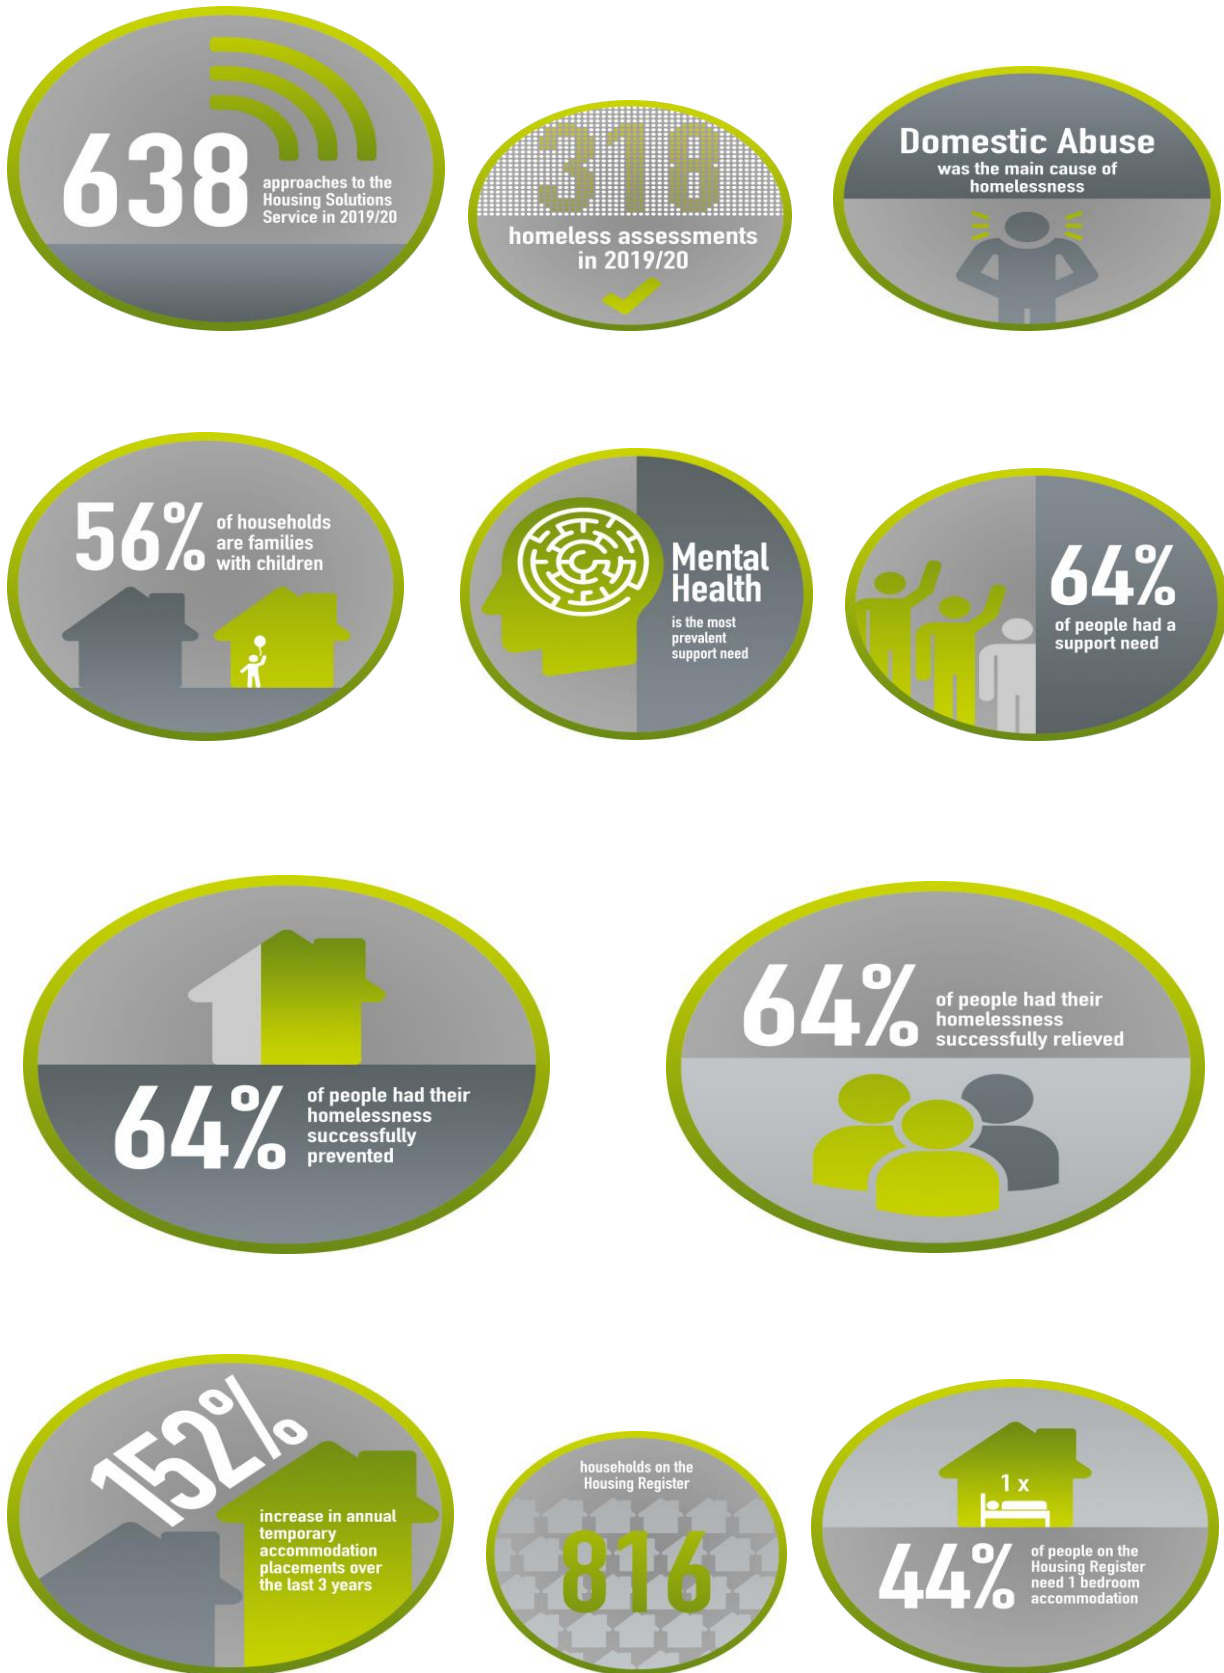 638
approaches to the
Housing Solutions
Service in 2019/20
318
homeless assessments
in 2019/20
Domestic Abuse
was the main cause of
homelessness
56%
of households
are families
with children
Mental
Health
is the most
prevalent
support need
64%
of people had a
support need
64%
of people had their
homelessness
successfully
prevented
64%
of people had their
homelessness
successfully relieved
152%
increase in annual
temporary
accommodation
placements over
the last 3 years
households on the
Housing Register
816
1 x
44%
of people on the
Housing Register
need 1 bedroom
accommodation